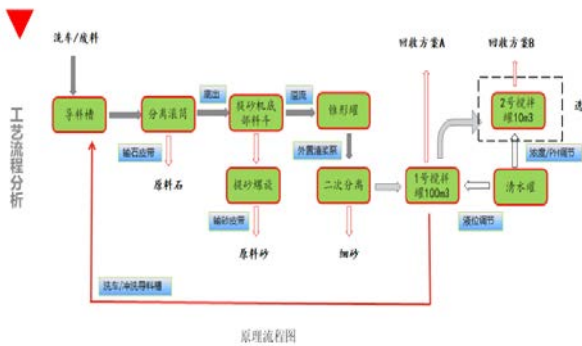 工艺流程分析
洗车/废料
回收方案A
回收方案B
导料槽
分离滚筒
溢出
提砂机底
部料斗
溢流
锥形罐
2号搅拌
罐10m3
选
输石皮带
外置渣浆泵
浓度/PH调节
原料石
提砂螺旋
二次分离
1号搅拌
罐100m3
清水罐
输砂皮带
液位调节
原料砂
细砂
洗车/冲洗导料槽
原理流程图